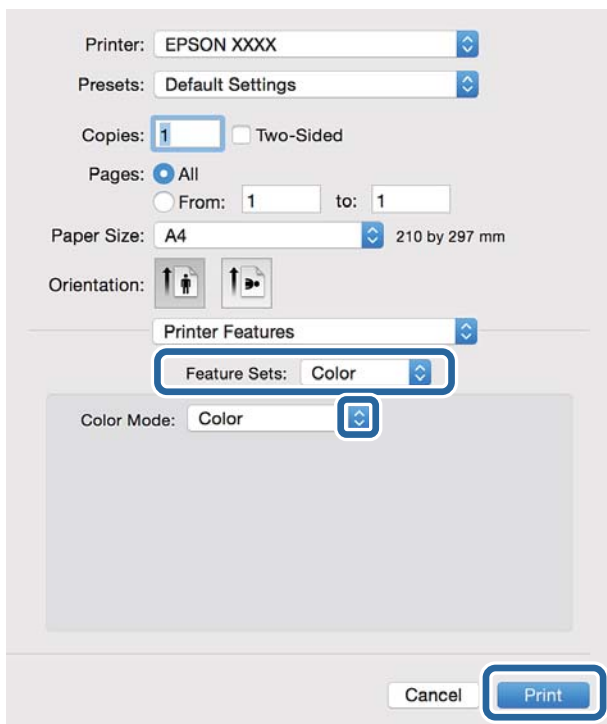 Printer: EPSON XXXX
Presets: Default Settings
Copies: 1 Two-Sided
Pages: All
From: 1 to: 1
Paper Size: A4 210 by 297 mm
Orientation:
Printer Features
Feature Sets: Color
Color Mode: Color
Cancel Print